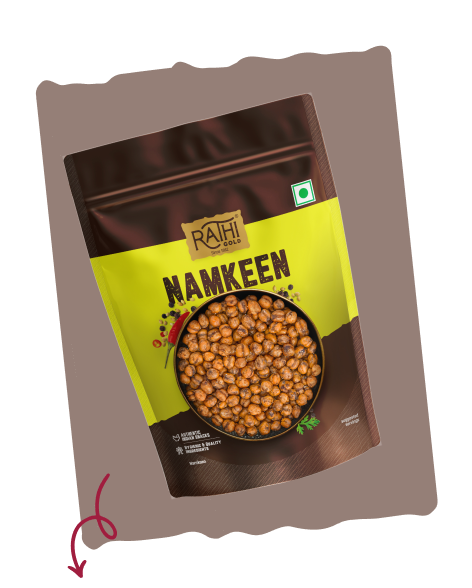 RATHI
GOLD
NAMKEEN
AUTHENTIC
INDIAN SNACKS
HYGIENIC & QUALITY
INGREDIENTS